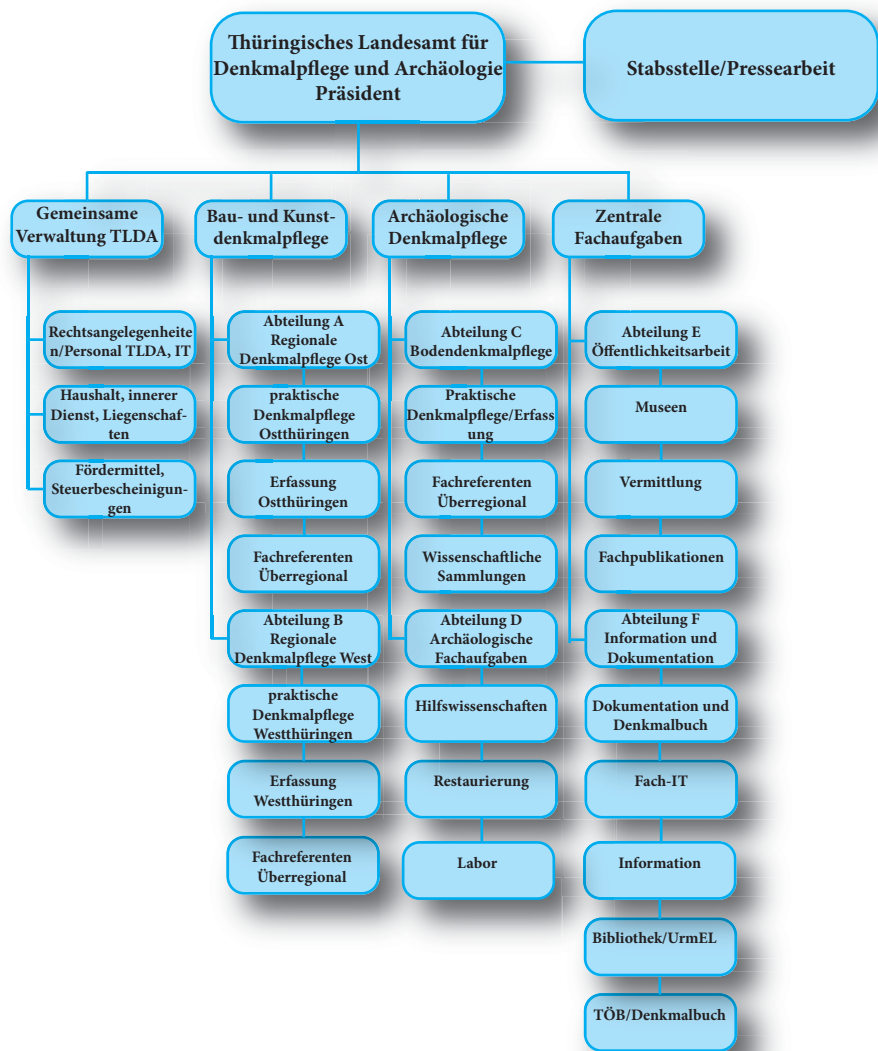 Thüringisches Landesamt für
Denkmalpflege und Archäologie
Präsident
Stabsstelle/Pressearbeit
Gemeinsame
Verwaltung TLDA
Rechtsangelegenheite
n/Personal TLDA, IT
Haushalt, innerer
Dienst, Liegenschaf-
ten
Fördermittel,
Steuerbescheinigun-
gen
Bau- und Kunst-
denkmalpflege
Abteilung A
Regionale
Denkmalpflege Ost
praktische
Denkmalpflege
Ostthüringen
Erfassung
Ostthüringen
Fachreferenten
Überregional
Abteilung B
Regionale
Denkmalpflege West
praktische
Denkmalpflege
Westthüringen
Erfassung
Westthüringen
Fachreferenten
Überregional
Archäologische
Denkmalpflege
Abteilung C
Bodendenkmalpflege
Praktische
Denkmalpflege/Erfass
ung
Fachreferenten
Überregional
Wissenschaftliche
Sammlungen
Abteilung D
Archäologische
Fachaufgaben
Hilfswissenschaften
Restaurierung
Labor
Zentrale
Fachaufgaben
Abteilung E
Öffentlichkeitsarbeit
Museen
Vermittlung
Fachpublikationen
Abteilung F
Information und
Dokumentation
Dokumentation und
Denkmalbuch
Fach-IT
Information
Bibliothek/UrmEL
TÖB/Denkmalbuch